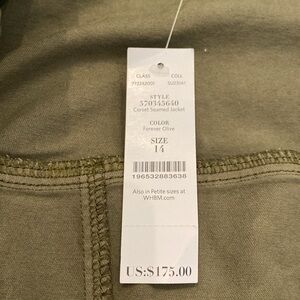 CLASS COLL
STYLE
570345640
Corset Seamed Jacket
COLOR
Forever Olive
SIZE
14
196532883638
Also in Petite sizes at
WHBM.com
US:$175.00